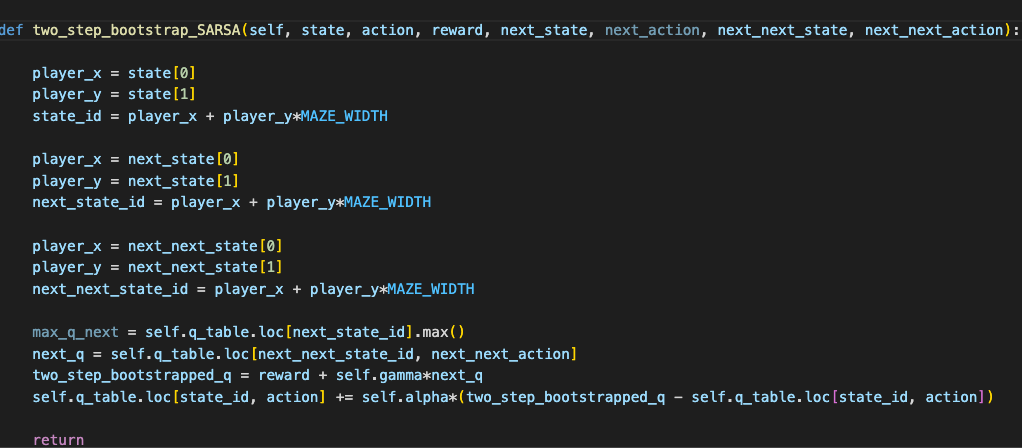 def two_step_bootstrap_SARSA(self, state, action, reward, next_state, next_action, next_next_state, next_next_action):
player_x = state[0]
player_y = state[1]
state_id = player_x + player_y*MAZE_WIDTH
player_x = next_state[0]
player_y = next_state[1]
next_state_id = player_x + player_y*MAZE_WIDTH
player_x = next_next_state[0]
player_y = next_next_state[1]
next_next_state_id = player_x + player_y*MAZE_WIDTH
max_q_next = self.q_table.loc[next_state_id].max()
next_q = self.q_table.loc[next_next_state_id, next_next_action]
two_step_bootstrapped_q = reward + self.gamma*next_q
self.q_table.loc[state_id, action] += self.alpha*(two_step_bootstrapped_q - self.q_table.loc[state_id, action])
return